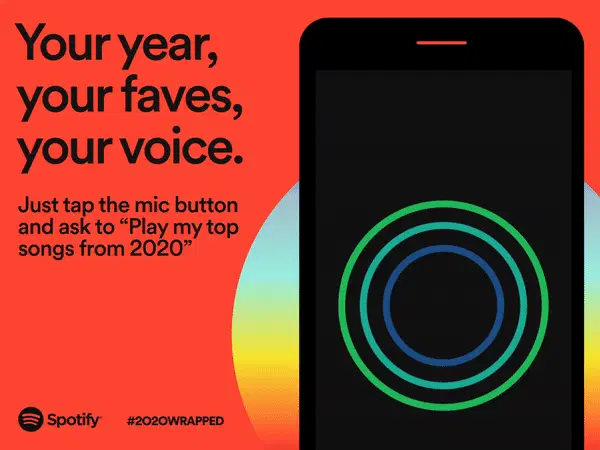 Your year,
your faves,
your voice.
Just tap the mic button
and ask to “Play my top
songs from 2020”
Spotify
#2020WRAPPED